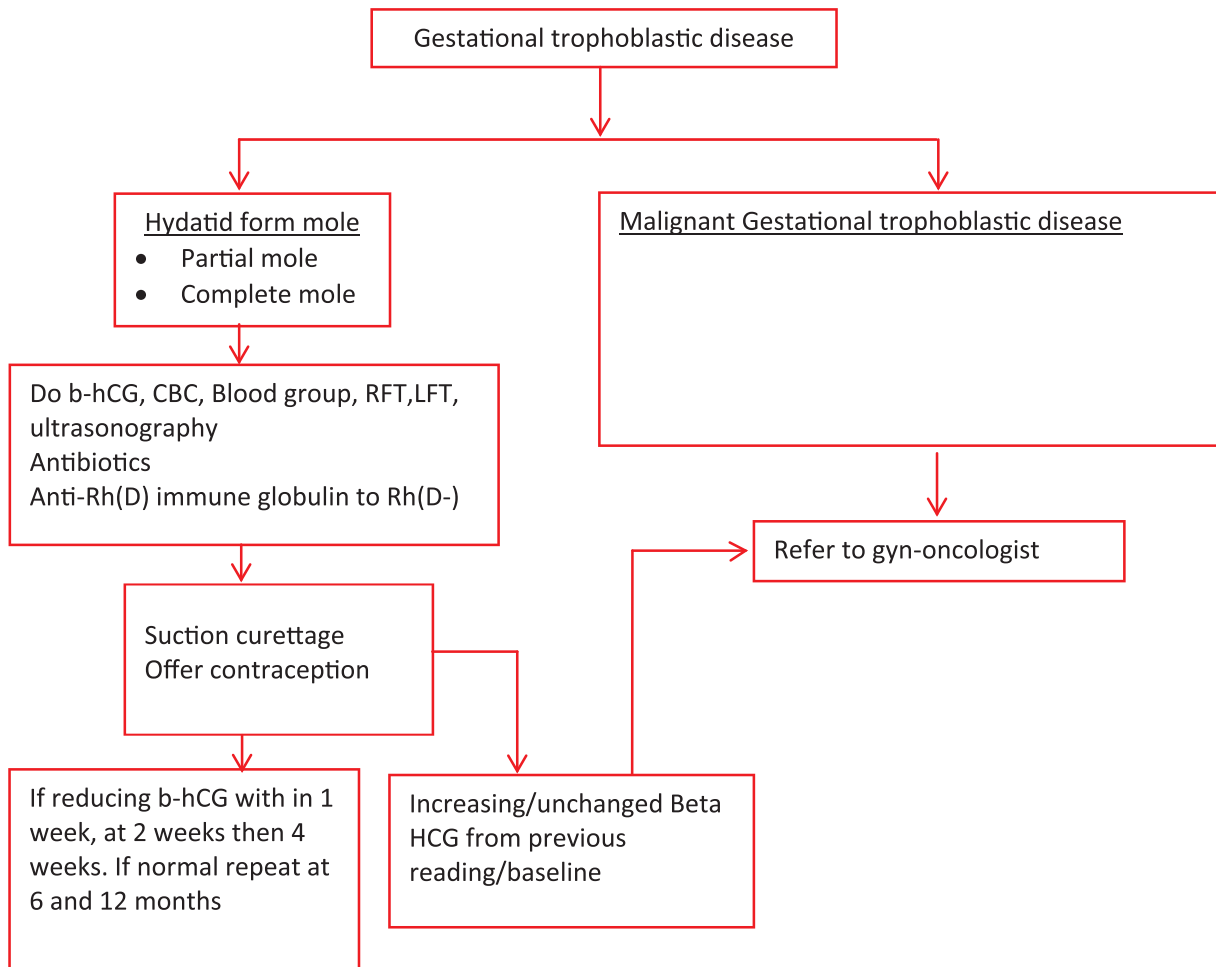 Gestational trophoblastic disease
Hydatid form mole
• Partial mole
• Complete mole
Malignant Gestational trophoblastic disease
Do b-hCG, CBC, Blood group, RFT,LFT,
ultrasonography
Antibiotics
Anti-Rh(D) immune globulin to Rh(D-)
Refer to gyn-oncologist
Suction curettage
Offer contraception
If reducing b-hCG with in 1
week, at 2 weeks then 4
weeks. If normal repeat at
6 and 12 months
Increasing/unchanged Beta
HCG from previous
reading/baseline